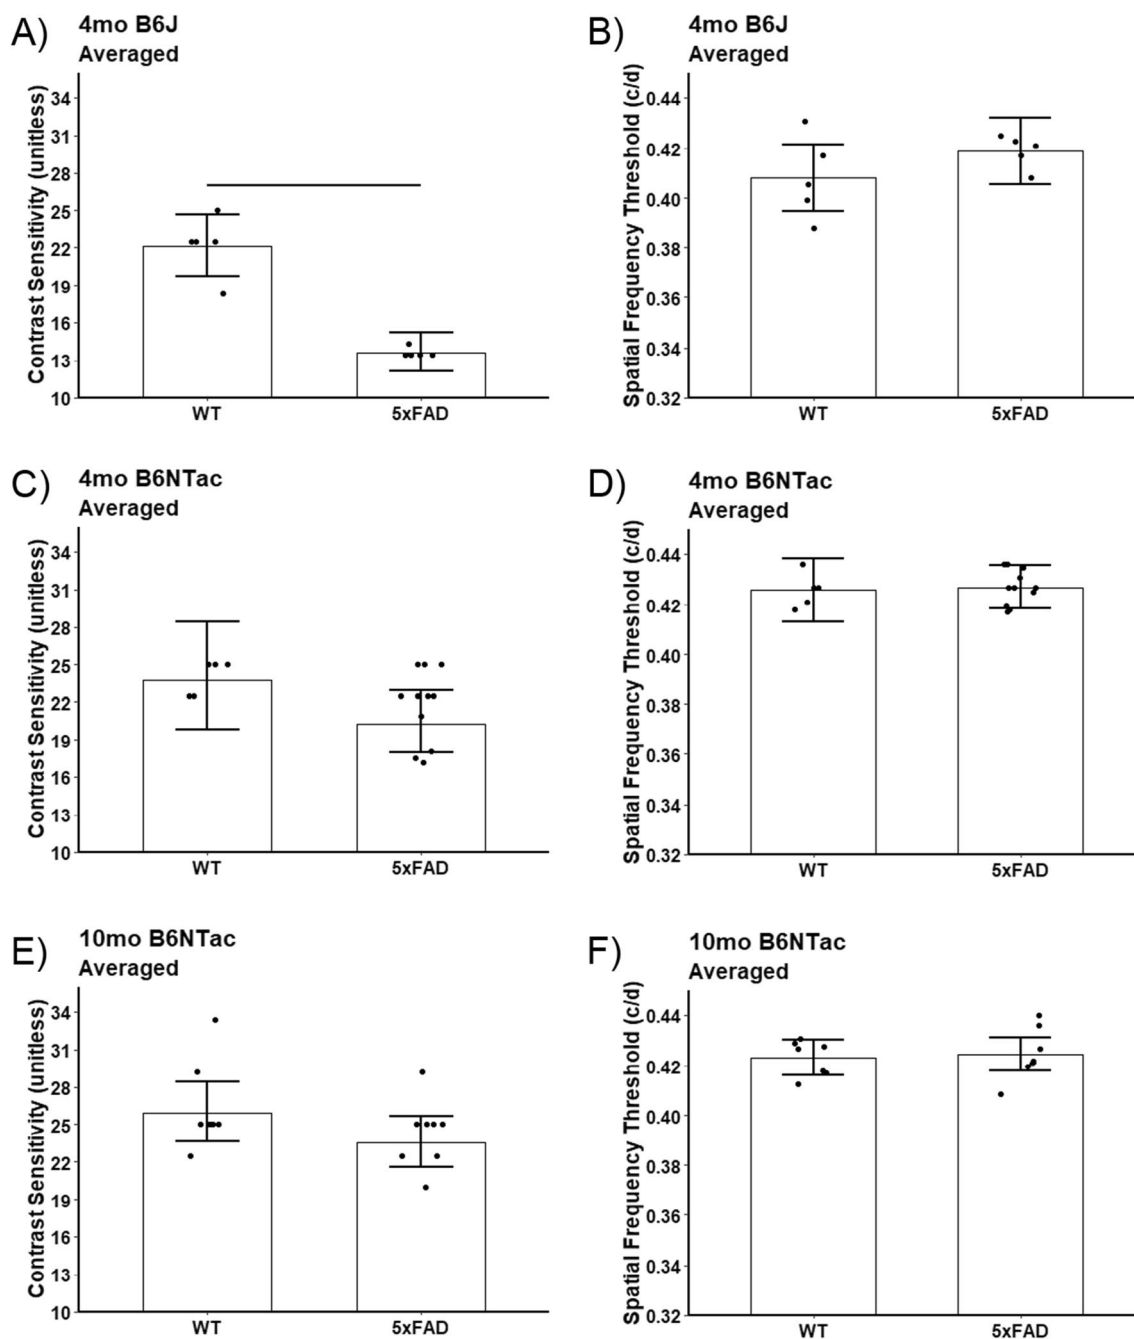 A)
4mo B6J
Averaged
Contrast Sensitivity (unitless)
34
31
28
25
22
19
16
13
10
WT
5xFAD
B)
4mo B6J
Averaged
Spatial Frequency Threshold (c/d)
0.44
0.42
0.40
0.38
0.36
0.34
0.32
WT
5xFAD
C)
4mo B6NTac
Averaged
Contrast Sensitivity (unitless)
34
31
28
25
22
19
16
13
10
WT
5xFAD
D)
4mo B6NTac
Averaged
Spatial Frequency Threshold (c/d)
0.44
0.42
0.40
0.38
0.36
0.34
0.32
WT
5xFAD
E)
10mo B6NTac
Averaged
Contrast Sensitivity (unitless)
34
31
28
25
22
19
16
13
10
WT
5xFAD
F)
10mo B6NTac
Averaged
Spatial Frequency Threshold (c/d)
0.44
0.42
0.40
0.38
0.36
0.34
0.32
WT
5xFAD